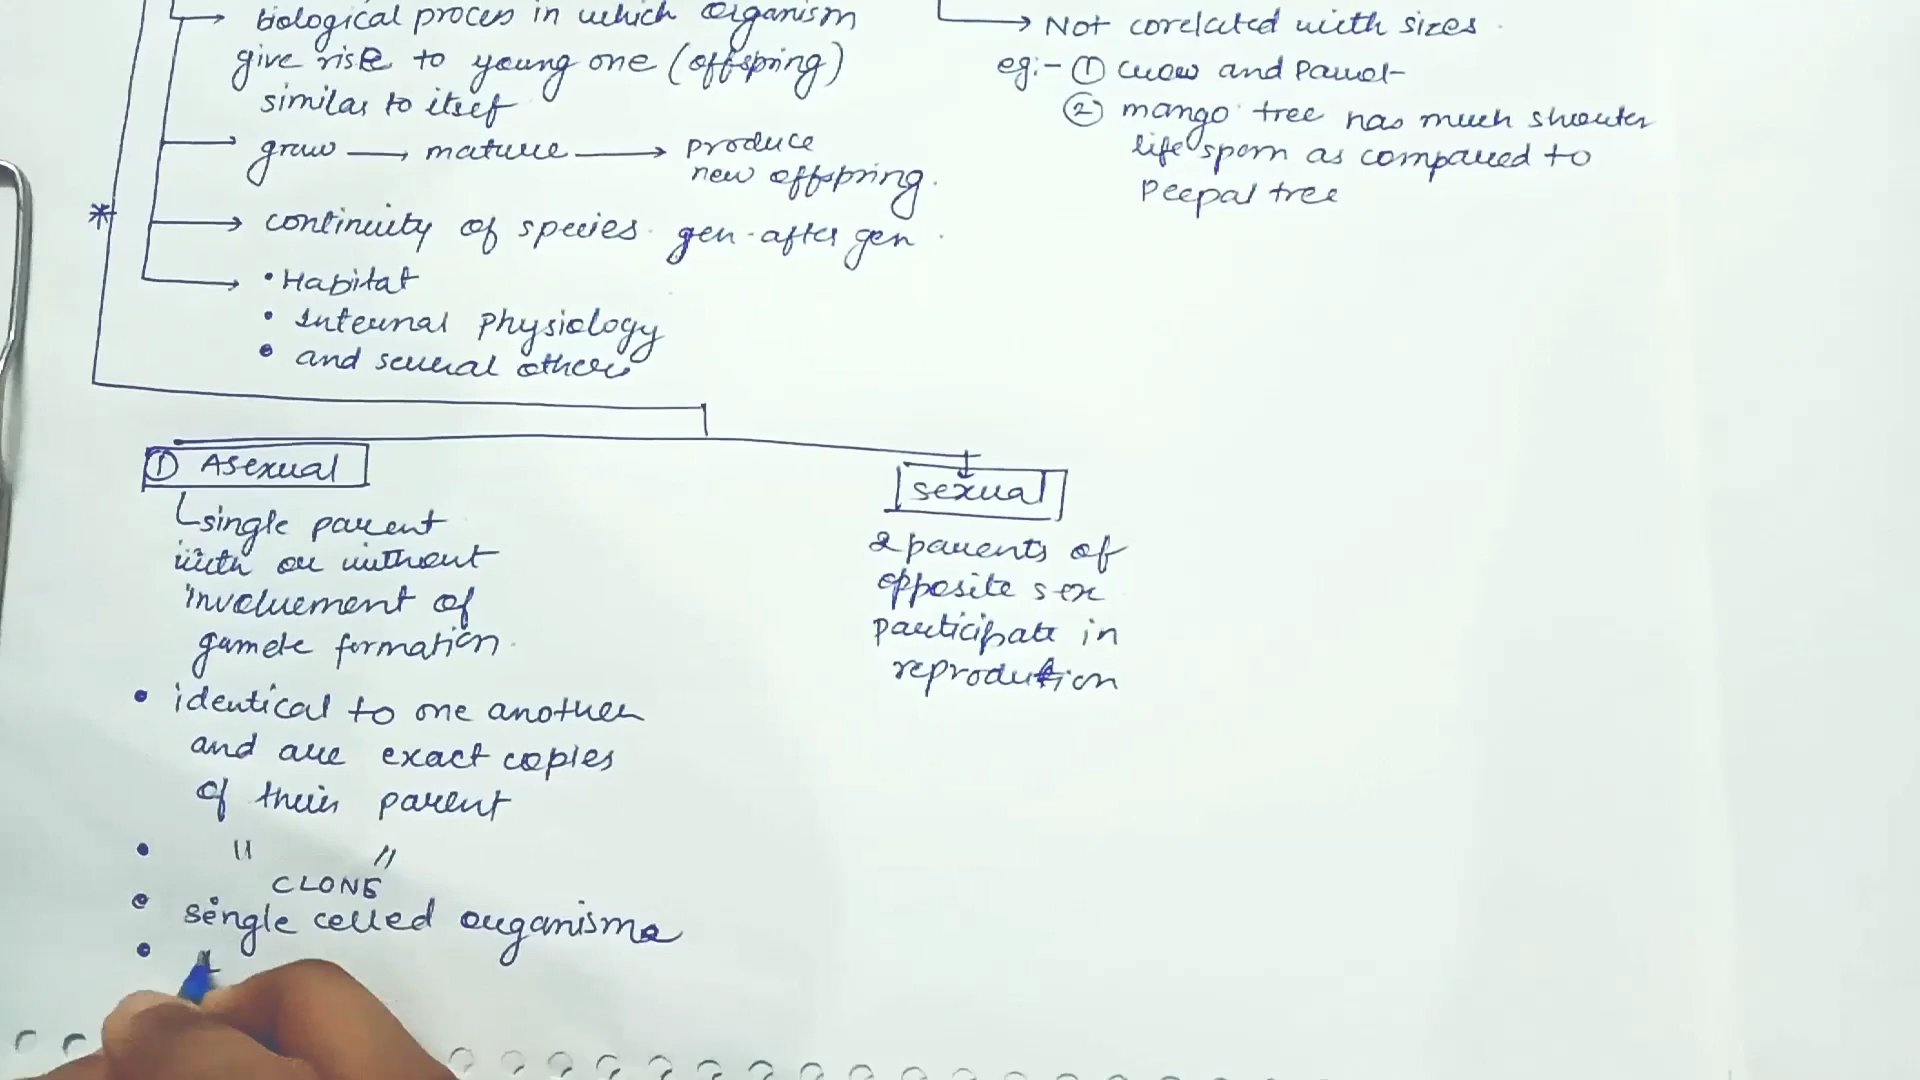 biological proces in which organism
give rise to young one (offspring)
similar to itself
grow → mature → produce
new offspring.
* continuity of species. gen. after gen.
• Habitat
• internal physiology
• and several others
Not corelated with sizes.
eg:- ① Crow and Parrot
② mango tree has much shorter
life span as compared to
Peepal tree
① Asexual
single parent
with or without
involvement of
gamete formation.
• identical to one another
and are exact copies
of their parent
• " "
CLONE
• single celled organisms
•
sexual
2 parents of
opposite sex
participate in
reproduction